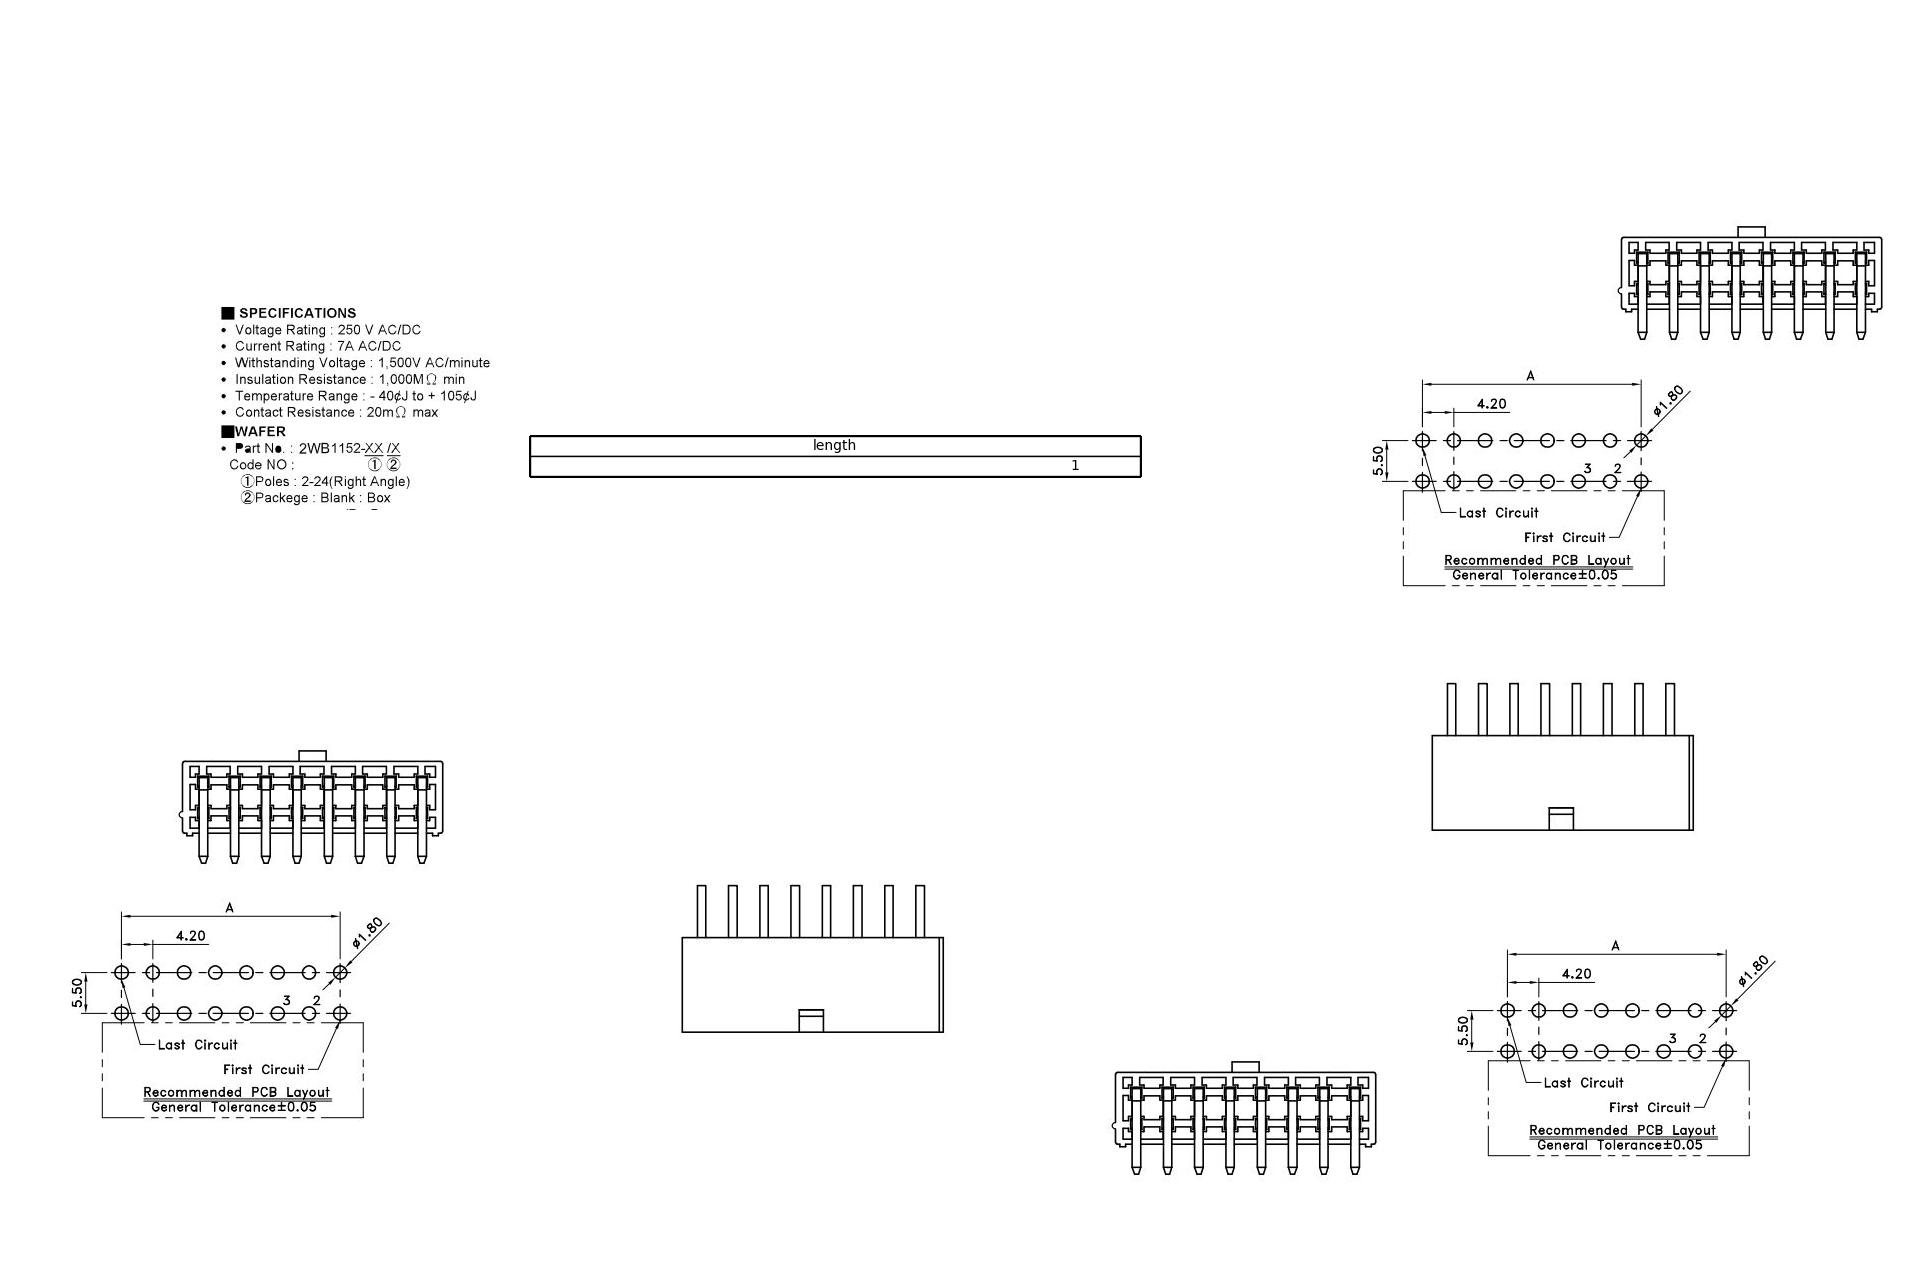 ■ SPECIFICATIONS
• Voltage Rating : 250 V AC/DC
• Current Rating : 7A AC/DC
• Withstanding Voltage : 1,500V AC/minute
• Insulation Resistance : 1,000MΩ min
• Temperature Range : - 40¢J to + 105¢J
• Contact Resistance : 20mΩ max
■WAFER
• Part No. : 2WB1152-XX /X
Code NO : ① ②
①Poles : 2-24(Right Angle)
②Packege : Blank : Box
length
1
A
4.20
ø1.80
5.50
3 2
Last Circuit
First Circuit
Recommended PCB Layout
General Tolerance±0.05
A
4.20
ø1.80
5.50
3 2
Last Circuit
First Circuit
Recommended PCB Layout
General Tolerance±0.05
A
4.20
ø1.80
5.50
3 2
Last Circuit
First Circuit
Recommended PCB Layout
General Tolerance±0.05